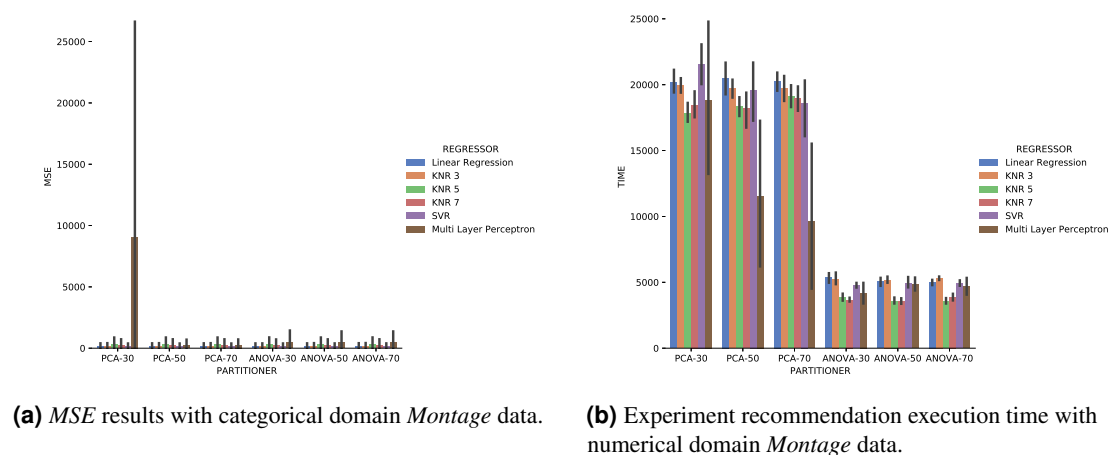 25000
20000
15000
10000
5000
0
MSE
PCA-30 PCA-50 PCA-70 ANOVA-30 ANOVA-50 ANOVA-70
PARTITIONER
REGRESSOR
Linear Regression
KNR 3
KNR 5
KNR 7
SVR
Multi Layer Perceptron
(a) MSE results with categorical domain Montage data.
25000
20000
15000
10000
5000
0
TIME
PCA-30 PCA-50 PCA-70 ANOVA-30 ANOVA-50 ANOVA-70
PARTITIONER
REGRESSOR
Linear Regression
KNR 3
KNR 5
KNR 7
SVR
Multi Layer Perceptron
(b) Experiment recommendation execution time with
numerical domain Montage data.